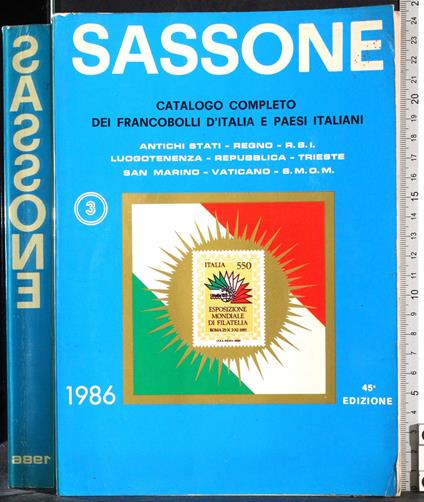 SASSONE
CATALOGO COMPLETO
DEI FRANCOBOLLI D'ITALIA E PAESI ITALIANI
ANTICHI STATI - REGNO - R.S.I.
LUOGOTENENZA - REPUBBLICA - TRIESTE
SAN MARINO - VATICANO - S.M.O.M.
3
ITALIA 550
ESPOSIZIONE
MONDIALE
DI FILATELIA
1986
45ª
EDIZIONE
SASSONE
1986